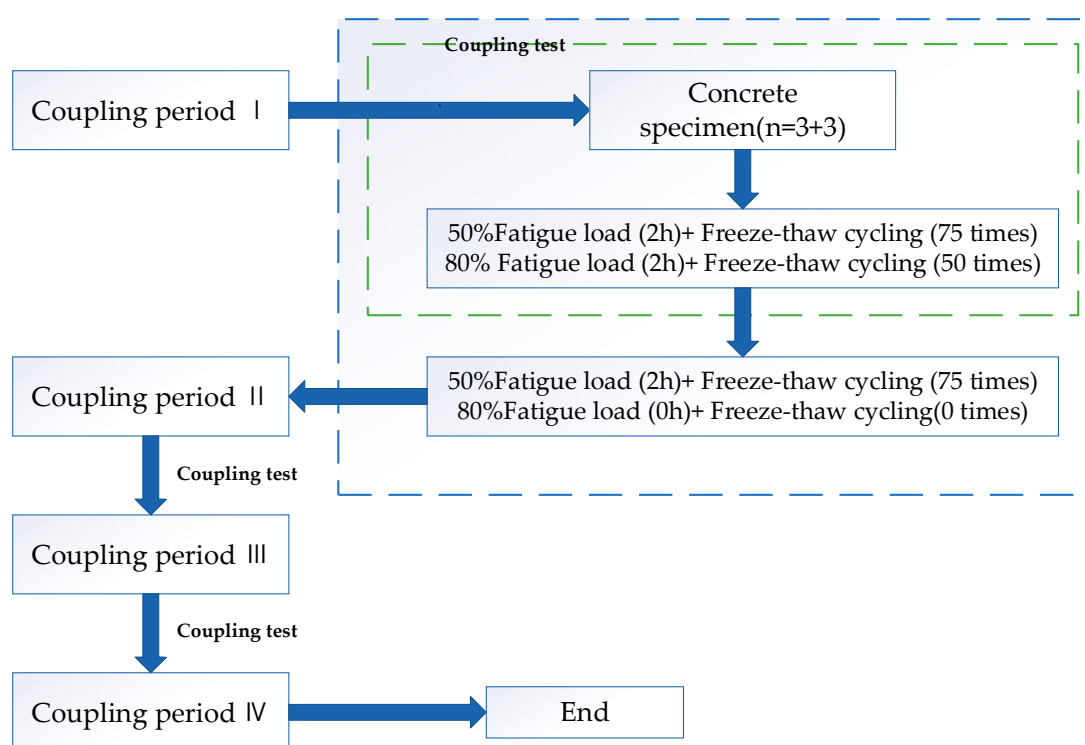 Coupling test
Coupling period Ⅰ
Concrete
specimen(n=3+3)
50%Fatigue load (2h)+ Freeze-thaw cycling (75 times)
80% Fatigue load (2h)+ Freeze-thaw cycling (50 times)
50%Fatigue load (2h)+ Freeze-thaw cycling (75 times)
80%Fatigue load (0h)+ Freeze-thaw cycling(0 times)
Coupling period Ⅱ
Coupling test
Coupling period Ⅲ
Coupling test
Coupling period Ⅳ
End